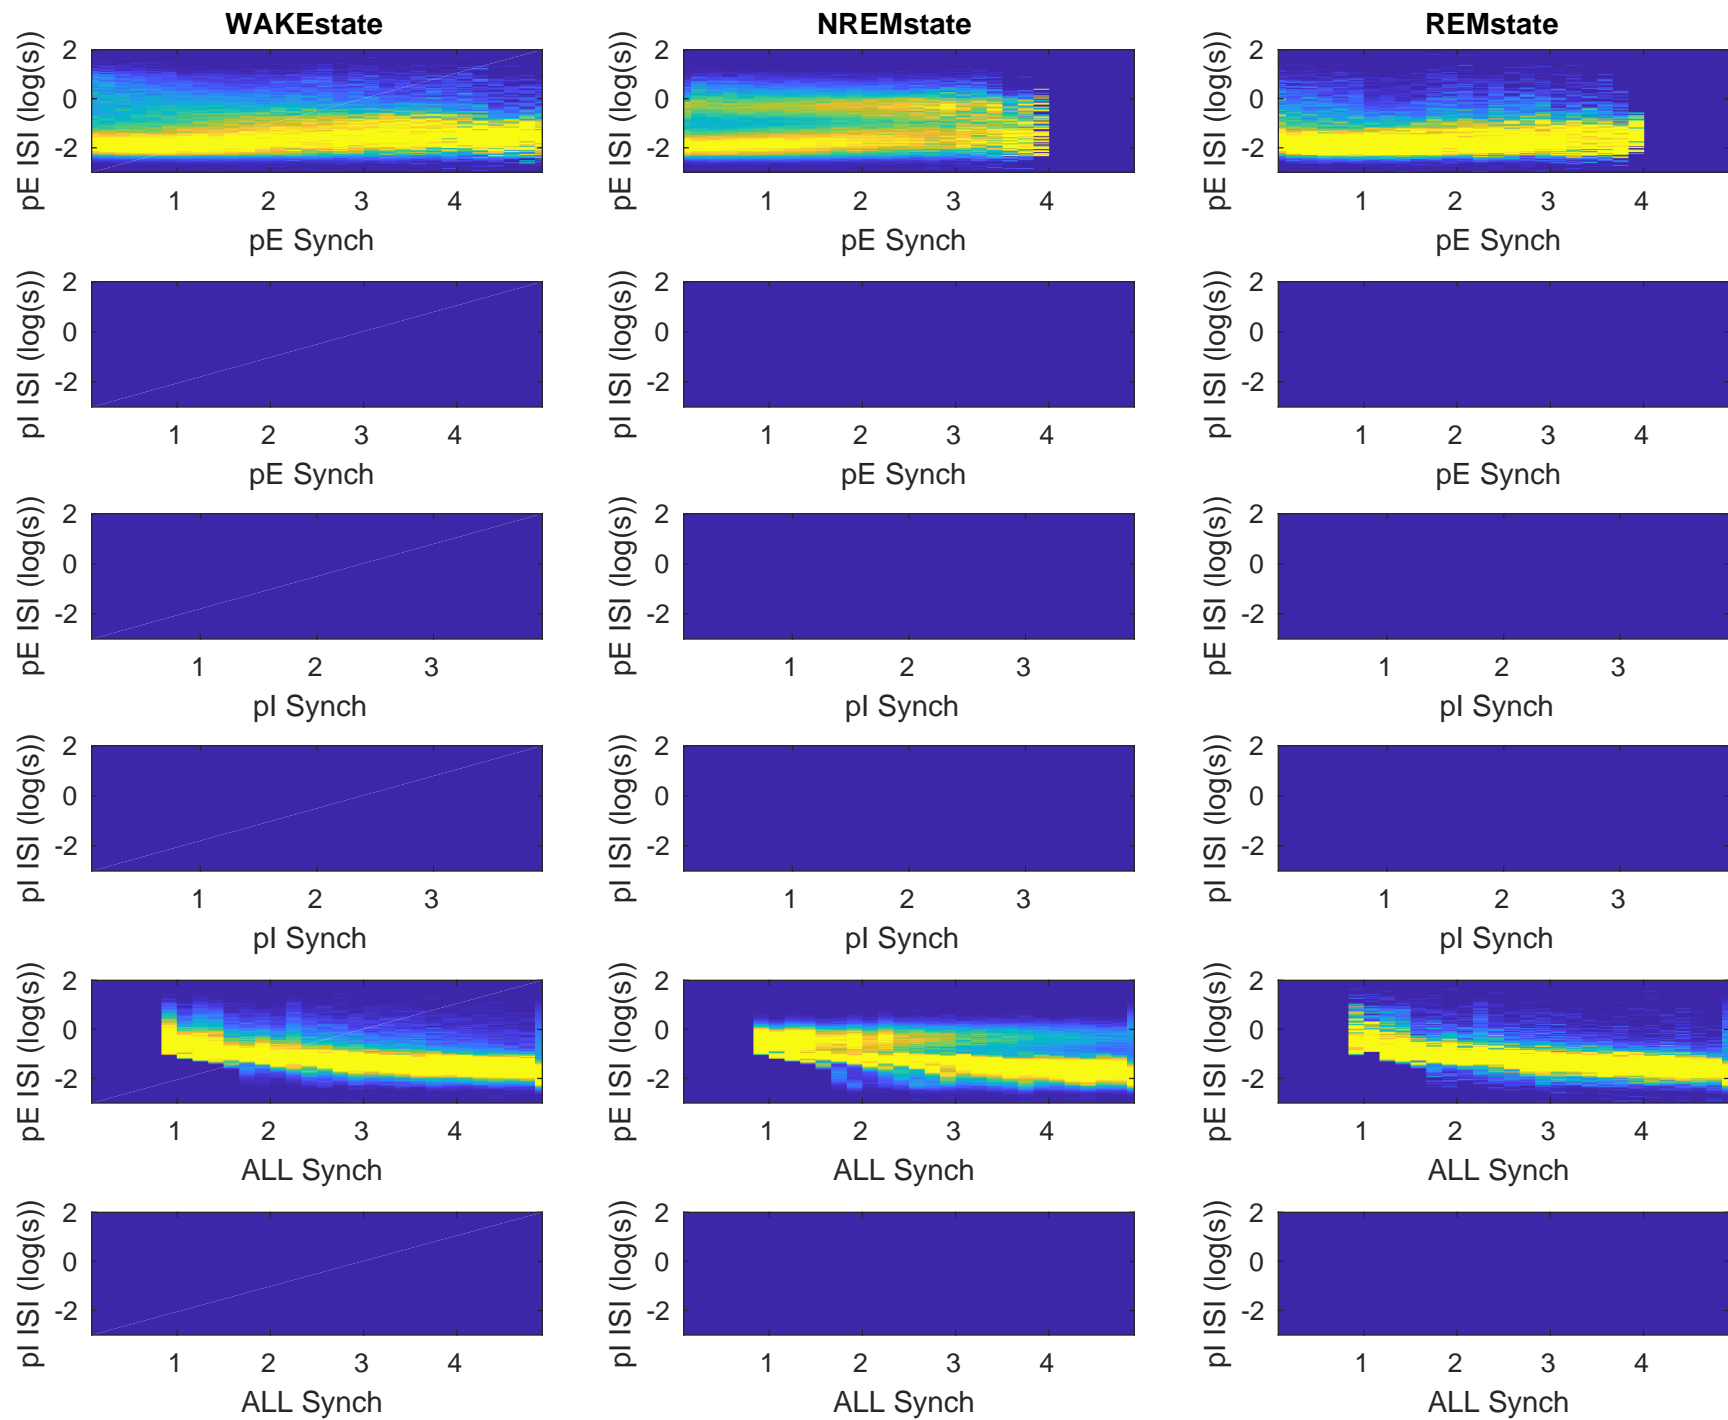 WAKEstate NREMstate REMstate
pE ISI (log(s)) 2 0 -2 pE ISI (log(s)) 2 0 -2 pE ISI (log(s)) 2 0 -2
1 2 3 4 1 2 3 4 1 2 3 4
pE Synch pE Synch pE Synch
pI ISI (log(s)) 2 0 -2 pI ISI (log(s)) 2 0 -2 pI ISI (log(s)) 2 0 -2
1 2 3 4 1 2 3 4 1 2 3 4
pE Synch pE Synch pE Synch
pE ISI (log(s)) 2 0 -2 pE ISI (log(s)) 2 0 -2 pE ISI (log(s)) 2 0 -2
1 2 3 1 2 3 1 2 3
pI Synch pI Synch pI Synch
pI ISI (log(s)) 2 0 -2 pI ISI (log(s)) 2 0 -2 pI ISI (log(s)) 2 0 -2
1 2 3 1 2 3 1 2 3
pI Synch pI Synch pI Synch
pE ISI (log(s)) 2 0 -2 pE ISI (log(s)) 2 0 -2 pE ISI (log(s)) 2 0 -2
1 2 3 4 1 2 3 4 1 2 3 4
ALL Synch ALL Synch ALL Synch
pI ISI (log(s)) 2 0 -2 pI ISI (log(s)) 2 0 -2 pI ISI (log(s)) 2 0 -2
1 2 3 4 1 2 3 4 1 2 3 4
ALL Synch ALL Synch ALL Synch